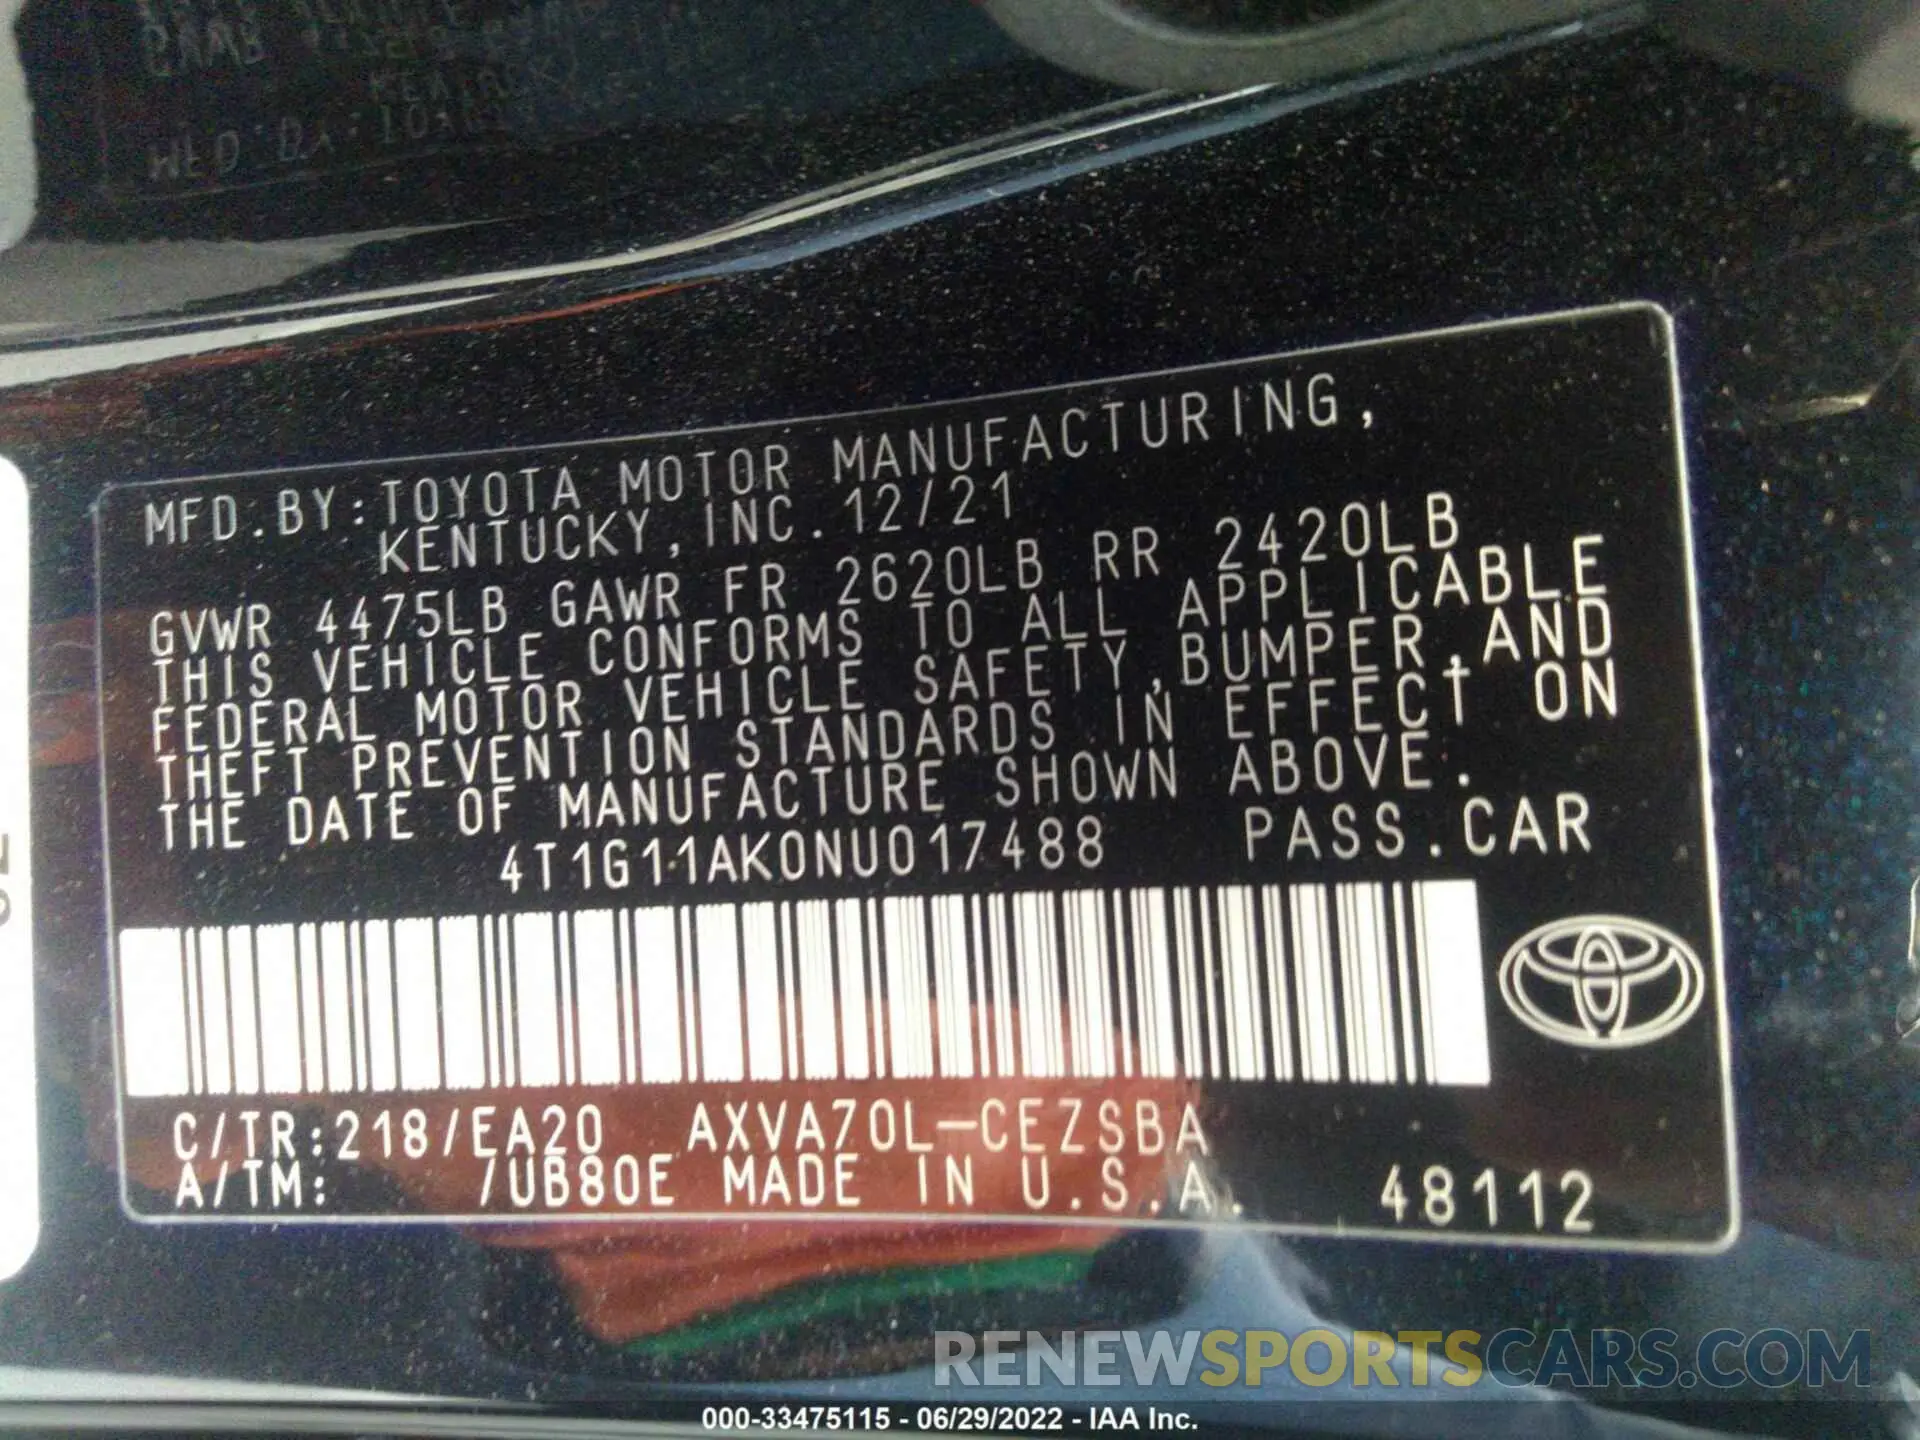 MFD.BY:TOYOTA MOTOR MANUFACTURING,
KENTUCKY,INC.12/21
GVWR 4475LB GAWR FR 2620LB RR 2420LB
THIS VEHICLE CONFORMS TO ALL APPLICABLE
FEDERAL MOTOR VEHICLE SAFETY,BUMPER,AND
THEFT PREVENTION STANDARDS IN EFFECT ON
THE DATE OF MANUFACTURE SHOWN ABOVE.
4T1G11AK0NU017488 PASS.CAR
C/TR:218/EA20 AXVA70L-CEZSBA
A/TM: /UB80E MADE IN U.S.A. 48112
RENEWSPORTSCARS.COM
000-33475115 - 06/29/2022 - IAA Inc.